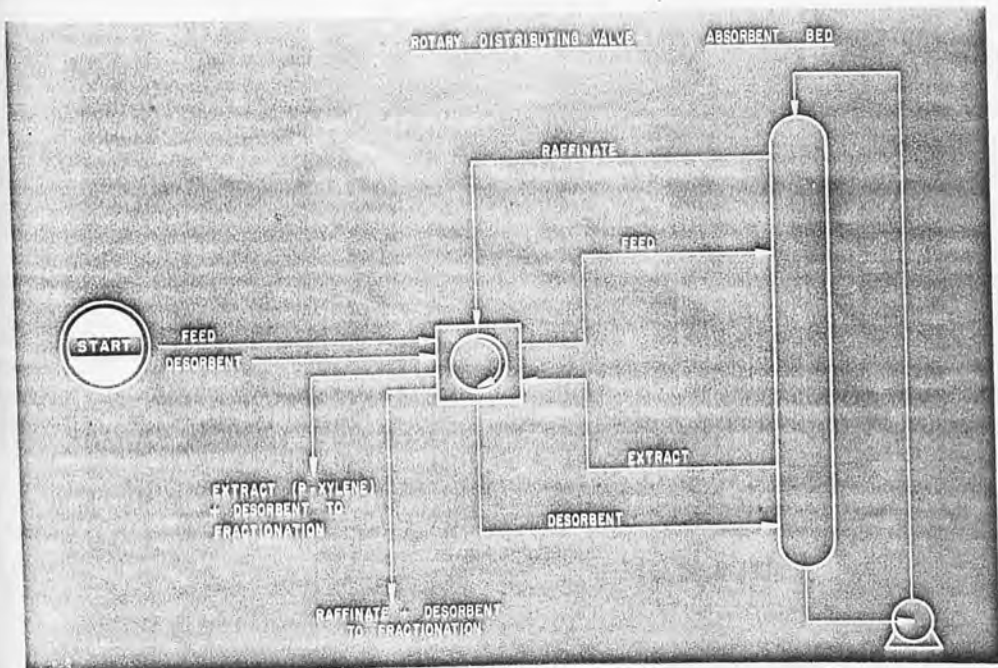 ROTARY DISTRIBUTING VALVE
ABSORBENT BED
RAFFINATE
FEED
START
FEED
DESORBENT
EXTRACT
EXTRACT (P-XYLENE)
+ DESORBENT TO
FRACTIONATION
DESORBENT
RAFFINATE + DESORBENT
TO FRACTIONATION